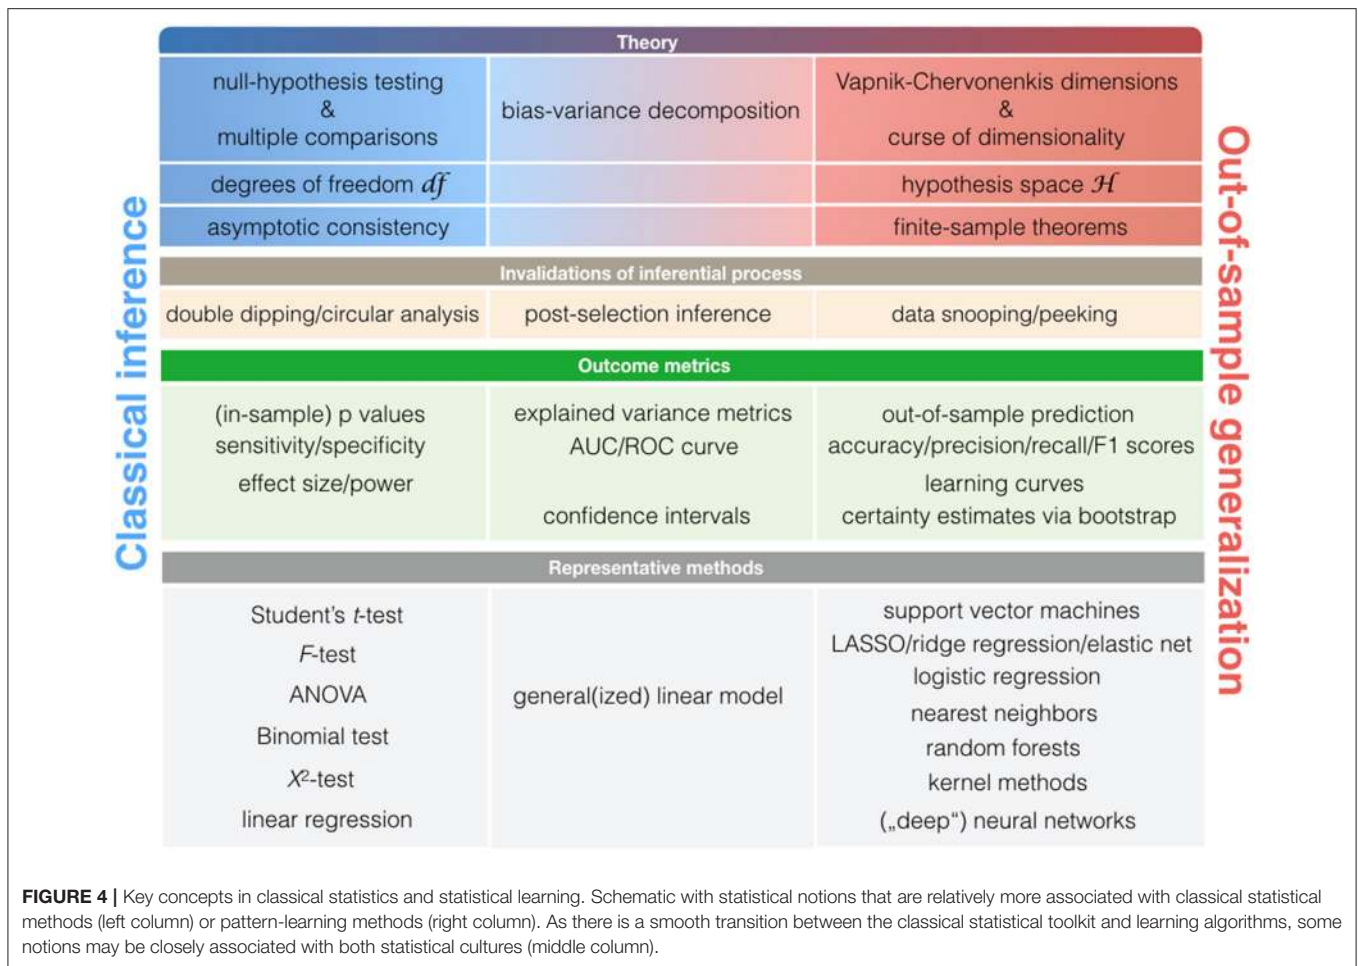 Theory
null-hypothesis testing
&
multiple comparisons
bias-variance decomposition
Vapnik-Chervonenkis dimensions
&
curse of dimensionality
degrees of freedom df
hypothesis space ℋ
asymptotic consistency
finite-sample theorems
Invalidations of inferential process
double dipping/circular analysis
post-selection inference
data snooping/peeking
Outcome metrics
(in-sample) p values
sensitivity/specificity
effect size/power
explained variance metrics
AUC/ROC curve
confidence intervals
out-of-sample prediction
accuracy/precision/recall/F1 scores
learning curves
certainty estimates via bootstrap
Representative methods
Student's t-test
F-test
ANOVA
Binomial test
X²-test
linear regression
general(ized) linear model
support vector machines
LASSO/ridge regression/elastic net
logistic regression
nearest neighbors
random forests
kernel methods
(„deep“) neural networks
Classical inference
Out-of-sample generalization
FIGURE 4 | Key concepts in classical statistics and statistical learning. Schematic with statistical notions that are relatively more associated with classical statistical
methods (left column) or pattern-learning methods (right column). As there is a smooth transition between the classical statistical toolkit and learning algorithms, some
notions may be closely associated with both statistical cultures (middle column).